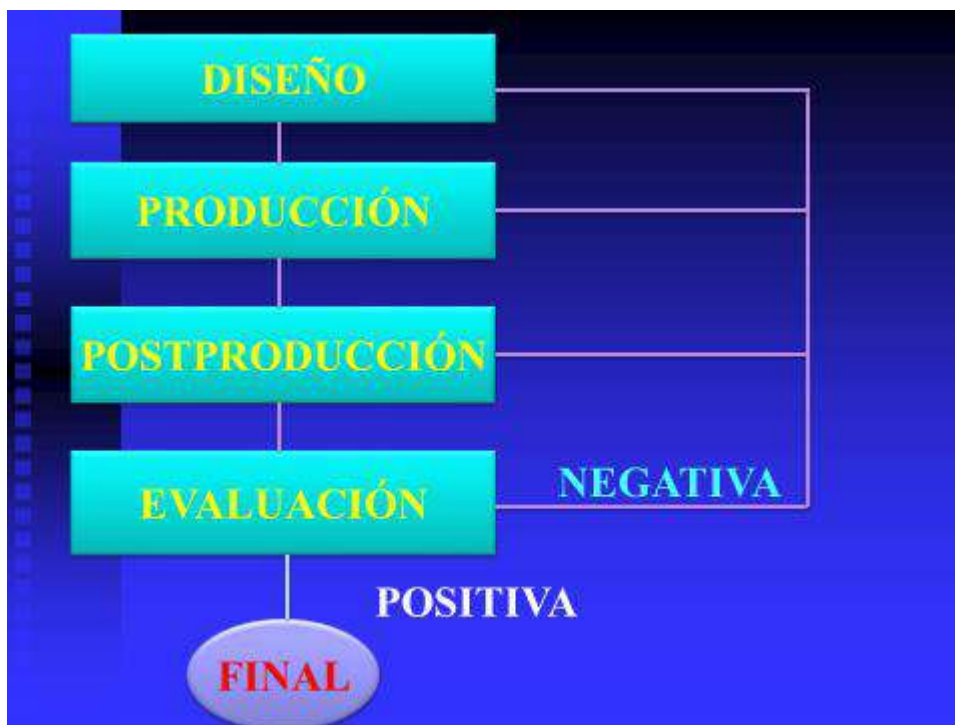 DISEÑO
PRODUCCIÓN
POSTPRODUCCIÓN
NEGATIVA
EVALUACIÓN
POSITIVA
FINAL